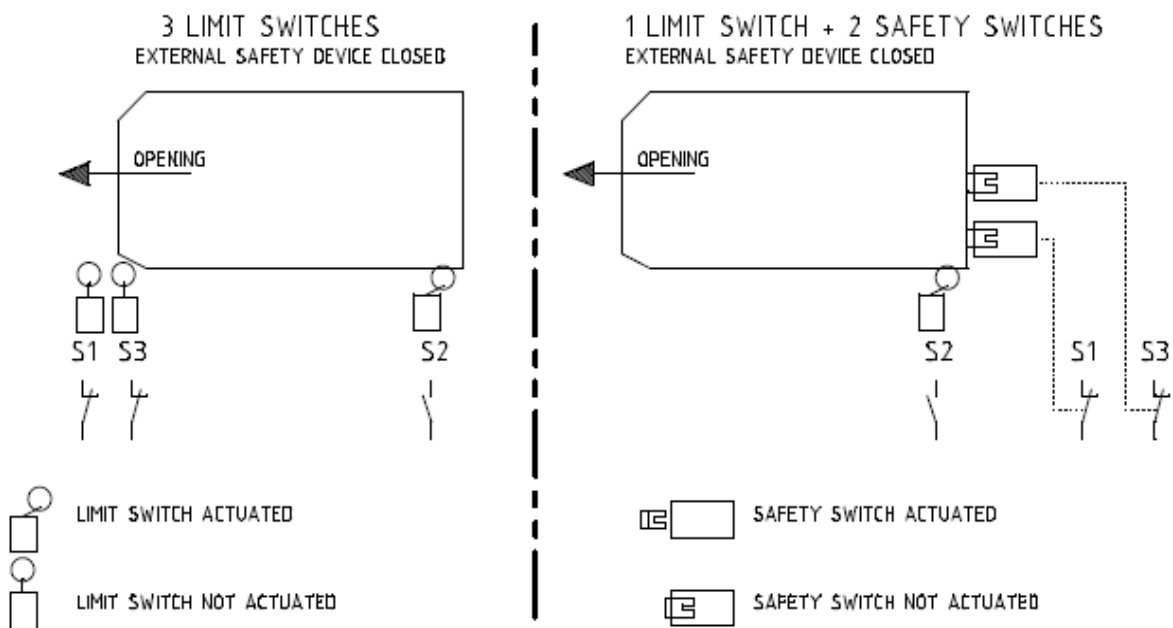 3 LIMIT SWITCHES
EXTERNAL SAFETY DEVICE CLOSED
OPENING
S1 S3 S2
LIMIT SWITCH ACTUATED
LIMIT SWITCH NOT ACTUATED
1 LIMIT SWITCH + 2 SAFETY SWITCHES
EXTERNAL SAFETY DEVICE CLOSED
OPENING
S2 S1 S3
SAFETY SWITCH ACTUATED
SAFETY SWITCH NOT ACTUATED